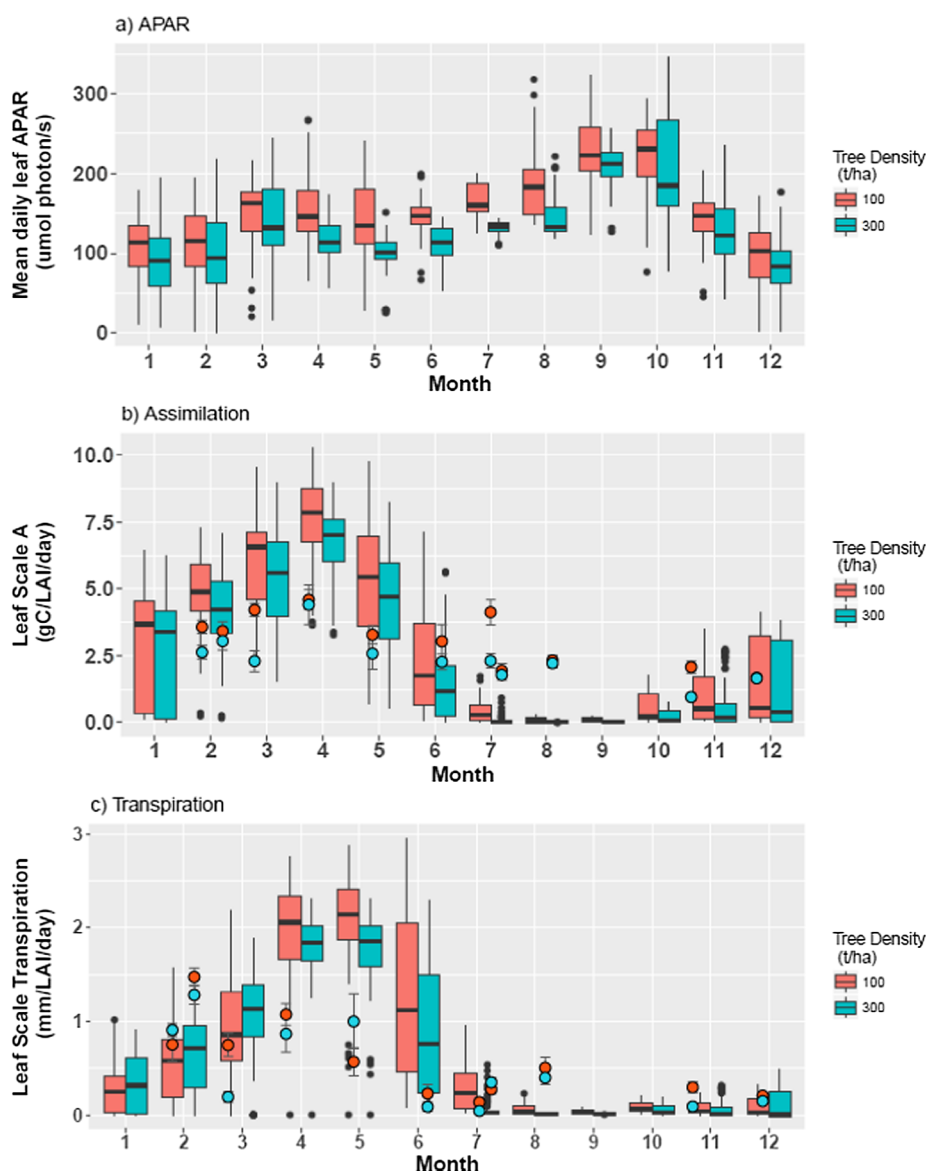 a) APAR
Mean daily leaf APAR
(umol photon/s)
300
200
100
0
1 2 3 4 5 6 7 8 9 10 11 12
Month
Tree Density
(t/ha)
100
300
b) Assimilation
Leaf Scale A
(gC/LAI/day)
10.0
7.5
5.0
2.5
0.0
1 2 3 4 5 6 7 8 9 10 11 12
Month
Tree Density
(t/ha)
100
300
c) Transpiration
Leaf Scale Transpiration
(mm/LAI/day)
3
2
1
0
1 2 3 4 5 6 7 8 9 10 11 12
Month
Tree Density
(t/ha)
100
300